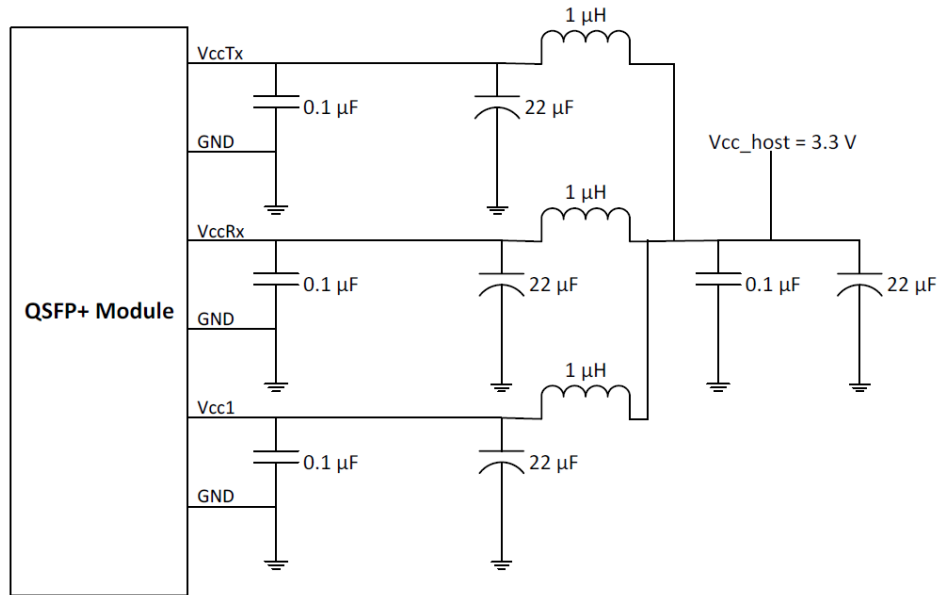 1 μH
VccTx
0.1 μF
22 μF
GND
Vcc_host = 3.3 V
1 μH
VccRx
0.1 μF
22 μF
0.1 μF
22 μF
QSFP+ Module
GND
1 μH
Vcc1
0.1 μF
22 μF
GND